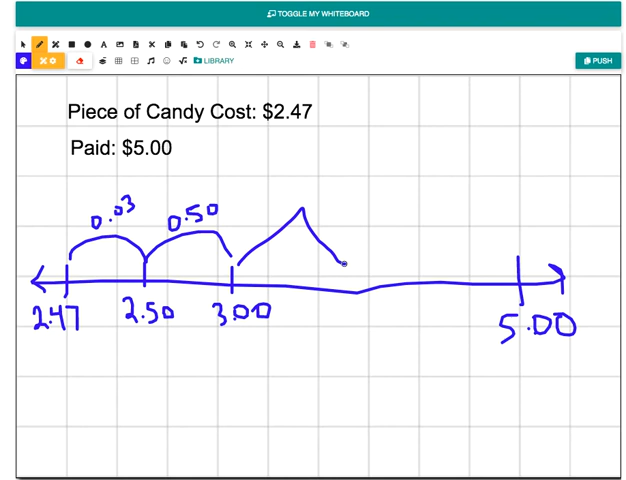 TOGGLE MY WHITEBOARD
LIBRARY
PUSH
Piece of Candy Cost: $2.47
Paid: $5.00
0.03 0.50
2.47 2.50 3.00 5.00